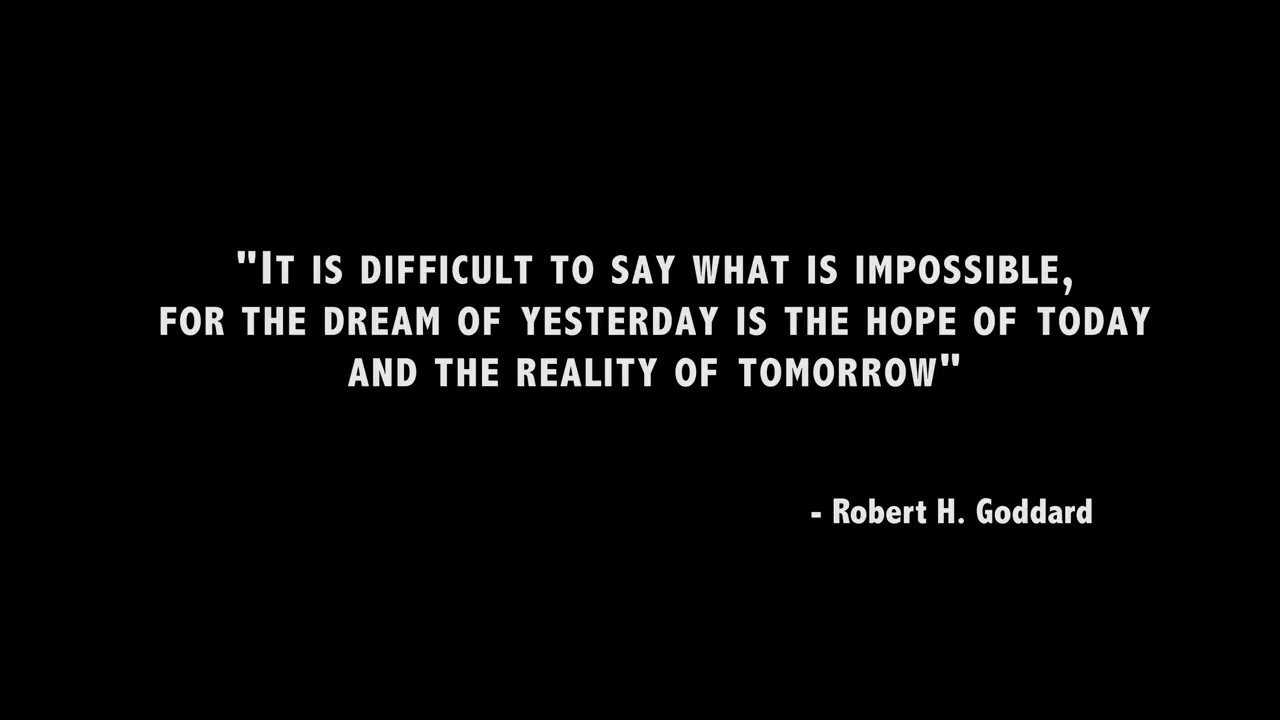 "It is difficult to say what is impossible,
for the dream of yesterday is the hope of today
and the reality of tomorrow"
- Robert H. Goddard